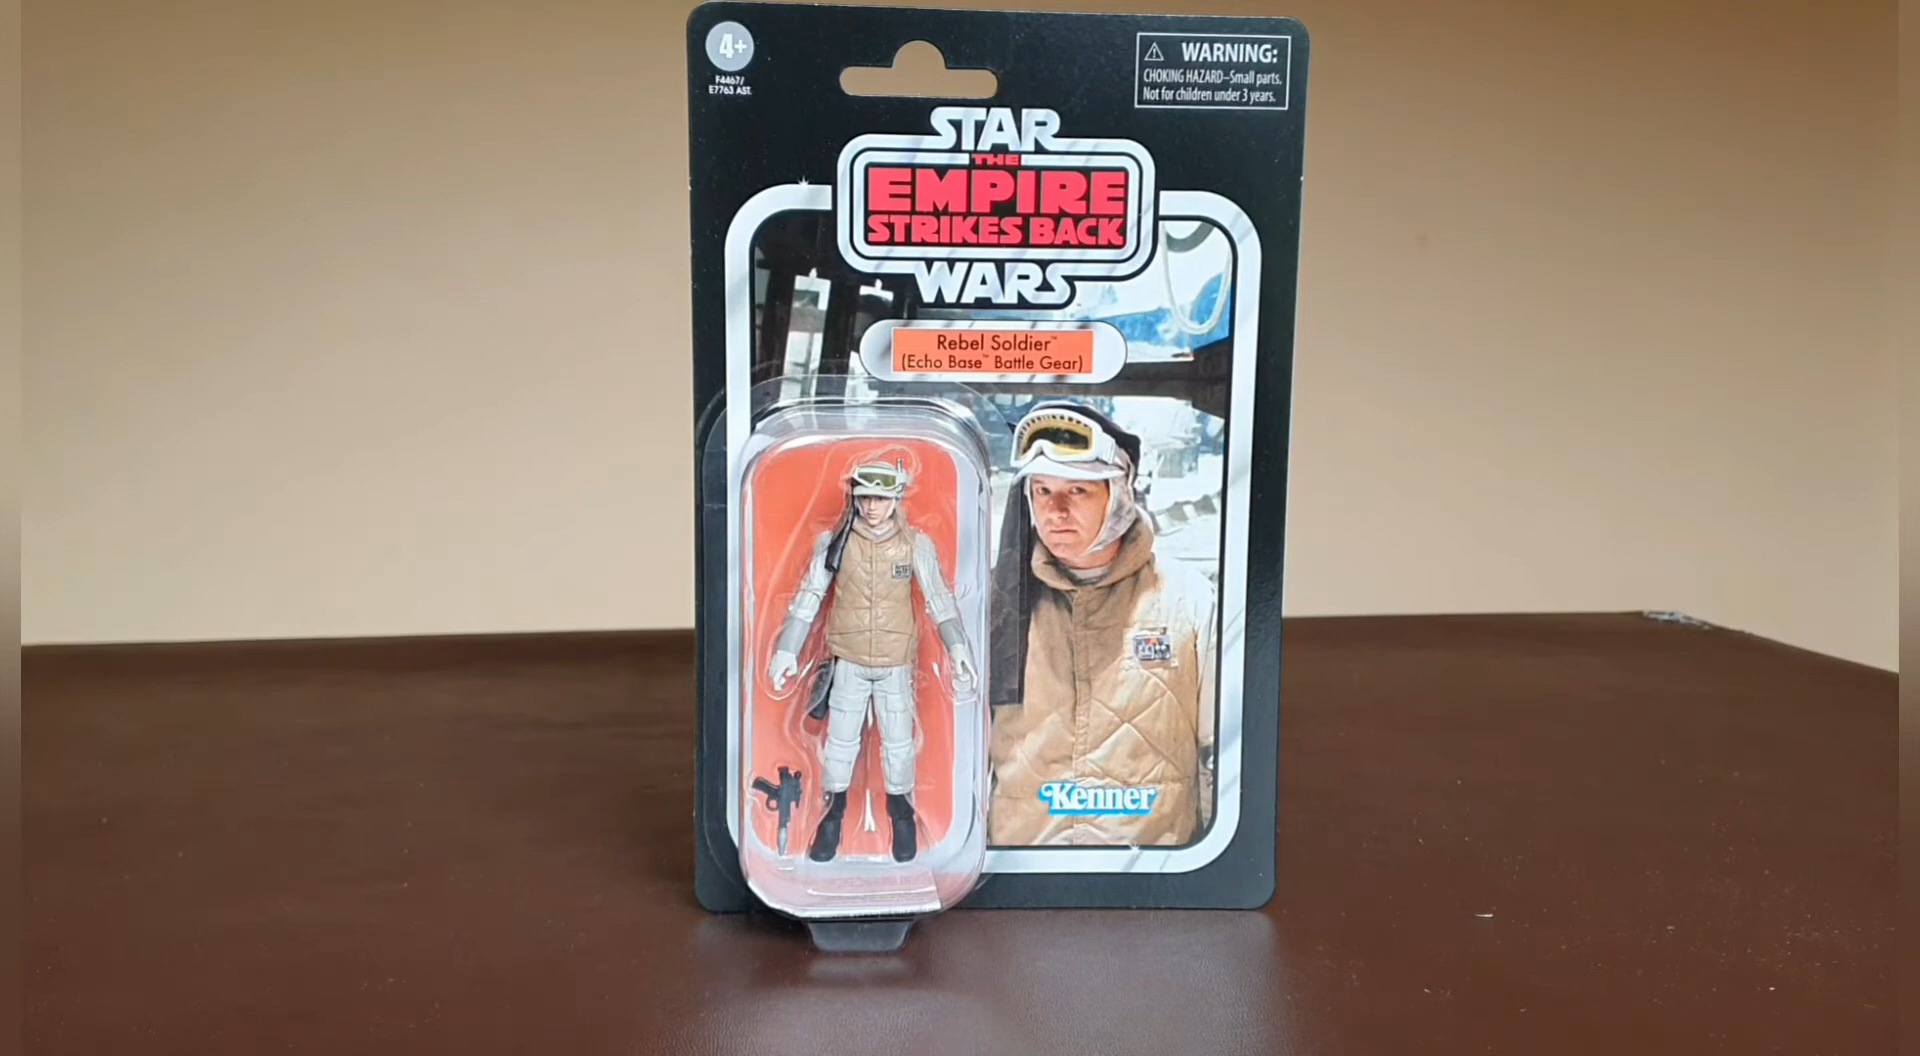 4+
F4467/
E7763 AST.
⚠ WARNING:
CHOKING HAZARD–Small parts.
Not for children under 3 years.
STAR
THE
EMPIRE
STRIKES BACK
WARS
Rebel Soldier™
(Echo Base™ Battle Gear)
Kenner